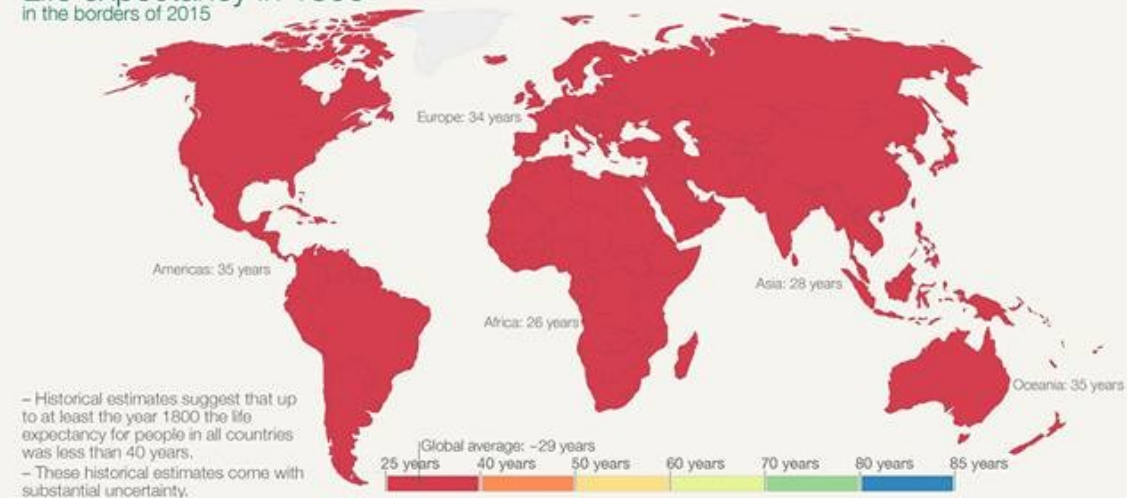 in the borders of 2015
Europe: 34 years
Americas: 35 years
Asia: 28 years
Africa: 26 years
Oceania: 35 years
– Historical estimates suggest that up
to at least the year 1800 the life
expectancy for people in all countries
was less than 40 years.
– These historical estimates come with
substantial uncertainty.
Global average: ~29 years
25 years 40 years 50 years 60 years 70 years 80 years 85 years